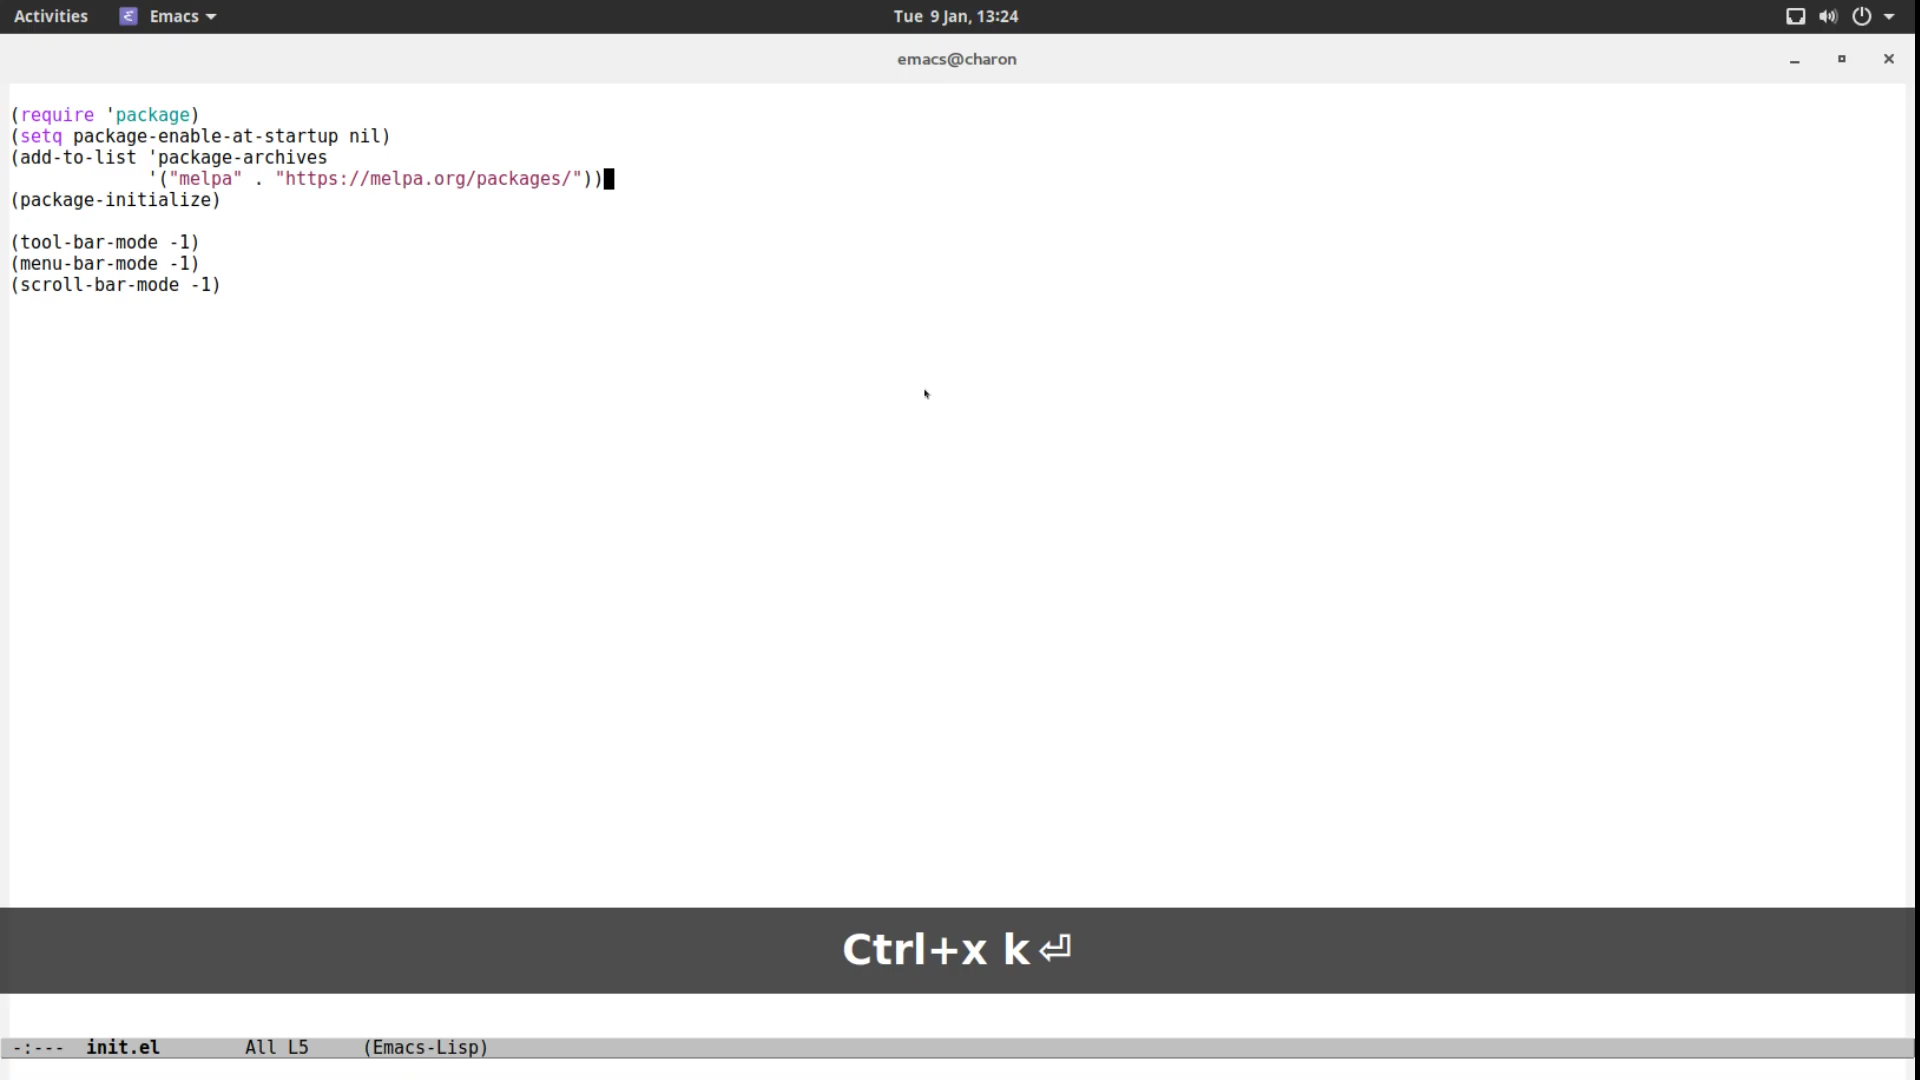 Activities Emacs Tue 9 Jan, 13:24
emacs@charon
(require 'package)
(setq package-enable-at-startup nil)
(add-to-list 'package-archives
'("melpa" . "https://melpa.org/packages/"))
(package-initialize)
(tool-bar-mode -1)
(menu-bar-mode -1)
(scroll-bar-mode -1)
Ctrl+x k ⏎
-:--- init.el All L5 (Emacs-Lisp)